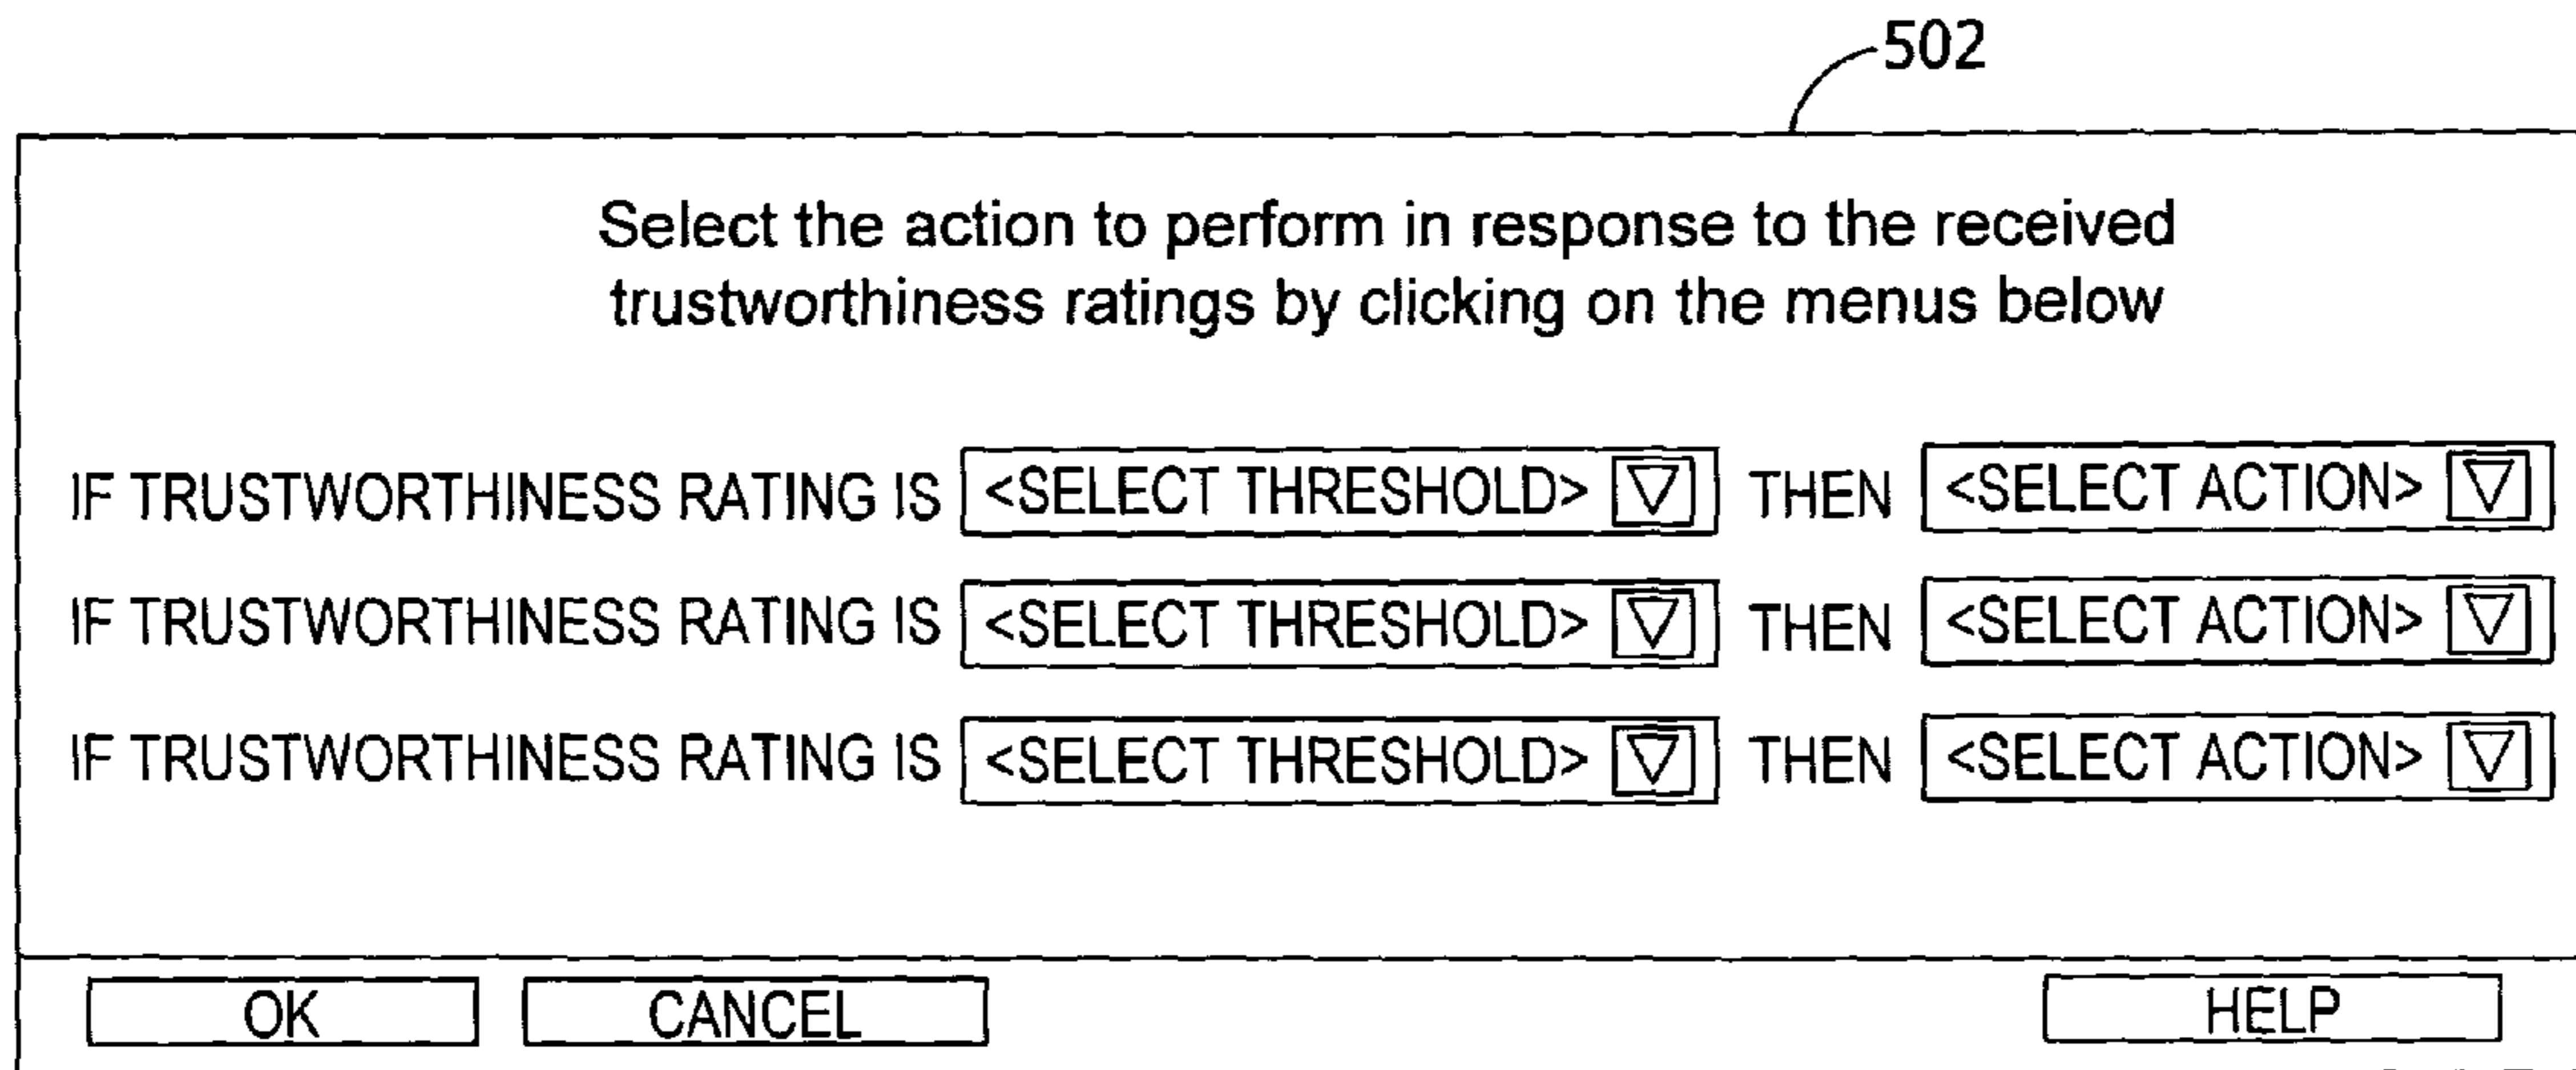 502
Select the action to perform in response to the received
trustworthiness ratings by clicking on the menus below
IF TRUSTWORTHINESS RATING IS <SELECT THRESHOLD> THEN <SELECT ACTION>
IF TRUSTWORTHINESS RATING IS <SELECT THRESHOLD> THEN <SELECT ACTION>
IF TRUSTWORTHINESS RATING IS <SELECT THRESHOLD> THEN <SELECT ACTION>
OK CANCEL HELP